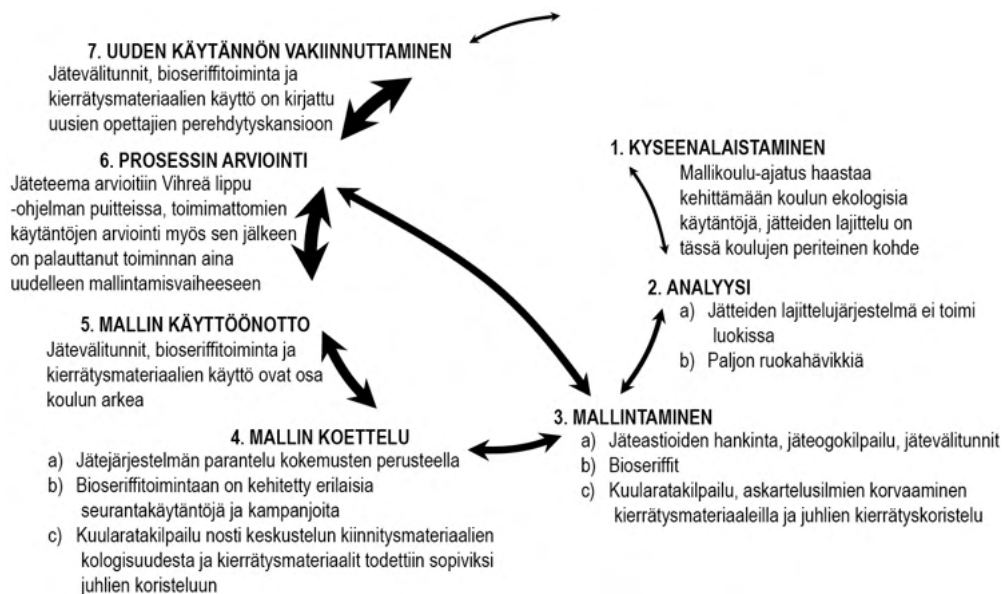 7. UUDEN KÄYTÄNNÖN VAKIINNUTTAMINEN
Jätevälitunnit, bioseriffitoiminta ja
kierrätysmateriaalien käyttö on kirjattu
uusien opettajien perehdytyskansioon
6. PROSESSIN ARVIOINTI
Jäteteema arvioitiin Vihreä lippu
-ohjelman puitteissa, toimimattomien
käytäntöjen arviointi myös sen jälkeen
on palauttanut toiminnan aina
uudelleen mallintamisvaiheeseen
5. MALLIN KÄYTTÖÖNOTTO
Jätevälitunnit, bioseriffitoiminta ja
kierrätysmateriaalien käyttö ovat osa
koulun arkea
4. MALLIN KOETTELU
a) Jätejärjestelmän parantelu kokemusten perusteella
b) Bioseriffitoimintaan on kehitetty erilaisia
seurantakäytäntöjä ja kampanjoita
c) Kuularatakilpailu nosti keskustelun kiinnitysmateriaalien
kologisuudesta ja kierrätysmateriaalit todettiin sopiviksi
juhlien koristeluun
1. KYSEENALAISTAMINEN
Mallikoulu-ajatus haastaa
kehittämään koulun ekologisia
käytäntöjä, jätteiden lajittelu on
tässä koulujen periteinen kohde
2. ANALYYSI
a) Jätteiden lajittelujärjestelmä ei toimi
luokissa
b) Paljon ruokahävikkiä
3. MALLINTAMINEN
a) Jäteastioiden hankinta, jäteogokilpailu, jätevälitunnit
b) Bioseriffit
c) Kuularatakilpailu, askartelusilmien korvaaminen
kierrätysmateriaaleilla ja juhlien kierrätyskoristelu